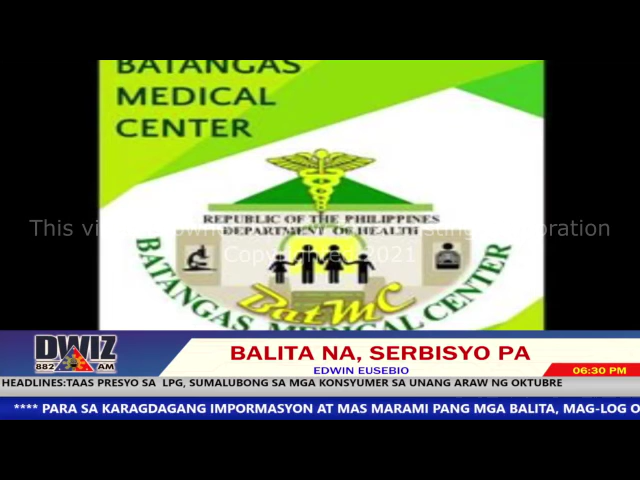 BATANGAS
MEDICAL
CENTER
REPUBLIC OF THE PHILIPPINES
DEPARTMENT OF HEALTH
BATANGAS MEDICAL CENTER
BatMC
DWIZ
882 AM
BALITA NA, SERBISYO PA
EDWIN EUSEBIO
06:30 PM
HEADLINES:TAAS PRESYO SA LPG, SUMALUBONG SA MGA KONSYUMER SA UNANG ARAW NG OKTUBRE
**** PARA SA KARAGDAGANG IMPORMASYON AT MAS MARAMI PANG MGA BALITA, MAG-LOG O